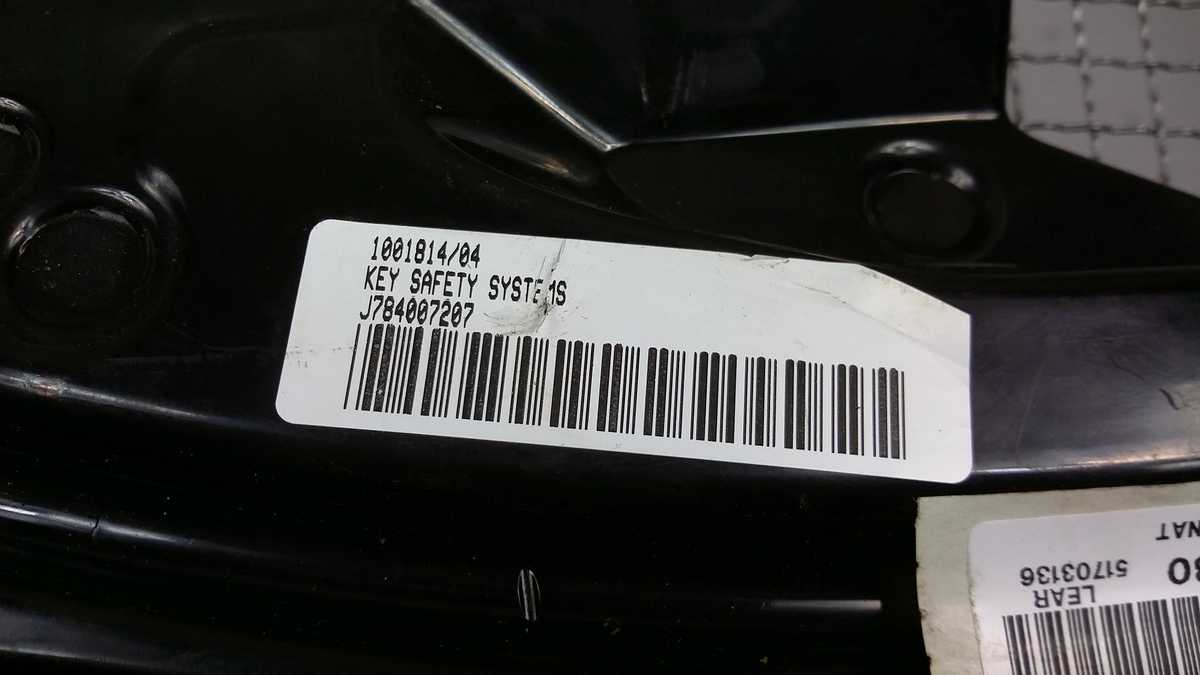 1001814/04
KEY SAFETY SYSTEMS
J784007207
LEAR
51703136